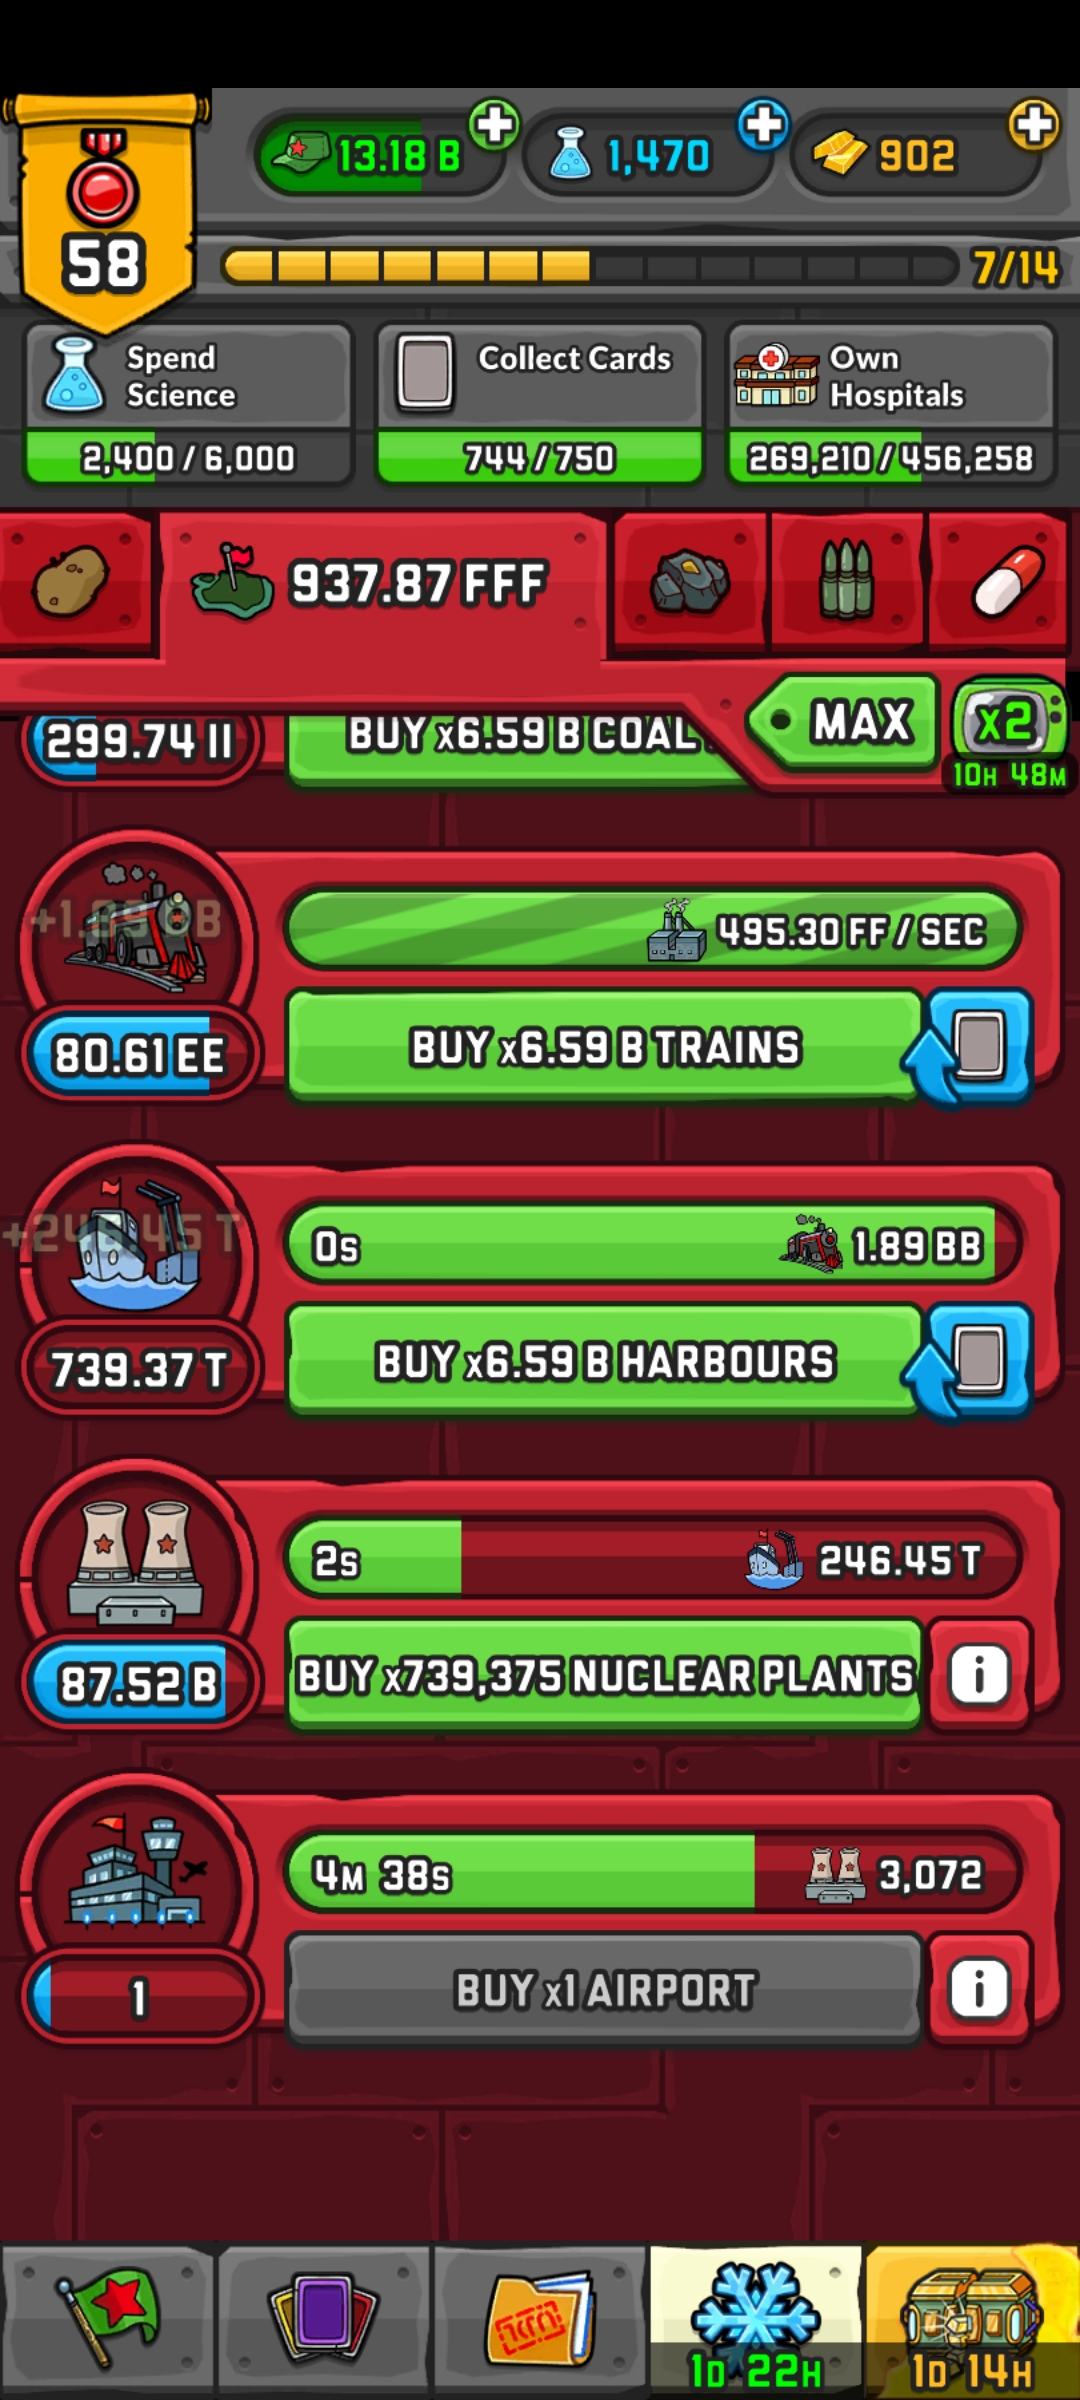 13.18 B
1,470
902
58
7/14
Spend
Science
2,400 / 6,000
Collect Cards
744 / 750
Own
Hospitals
269,210 / 456,258
937.87 FFF
299.74 II
BUY x6.59 B COAL
MAX
x2
10H 48M
495.30 FF / SEC
80.61 EE
BUY x6.59 B TRAINS
+246.45 T
0S
1.89 BB
739.37 T
BUY x6.59 B HARBOURS
2S
246.45 T
87.52 B
BUY x739,375 NUCLEAR PLANTS
i
4M 38S
3,072
1
BUY x1 AIRPORT
i
1D 22H
1D 14H